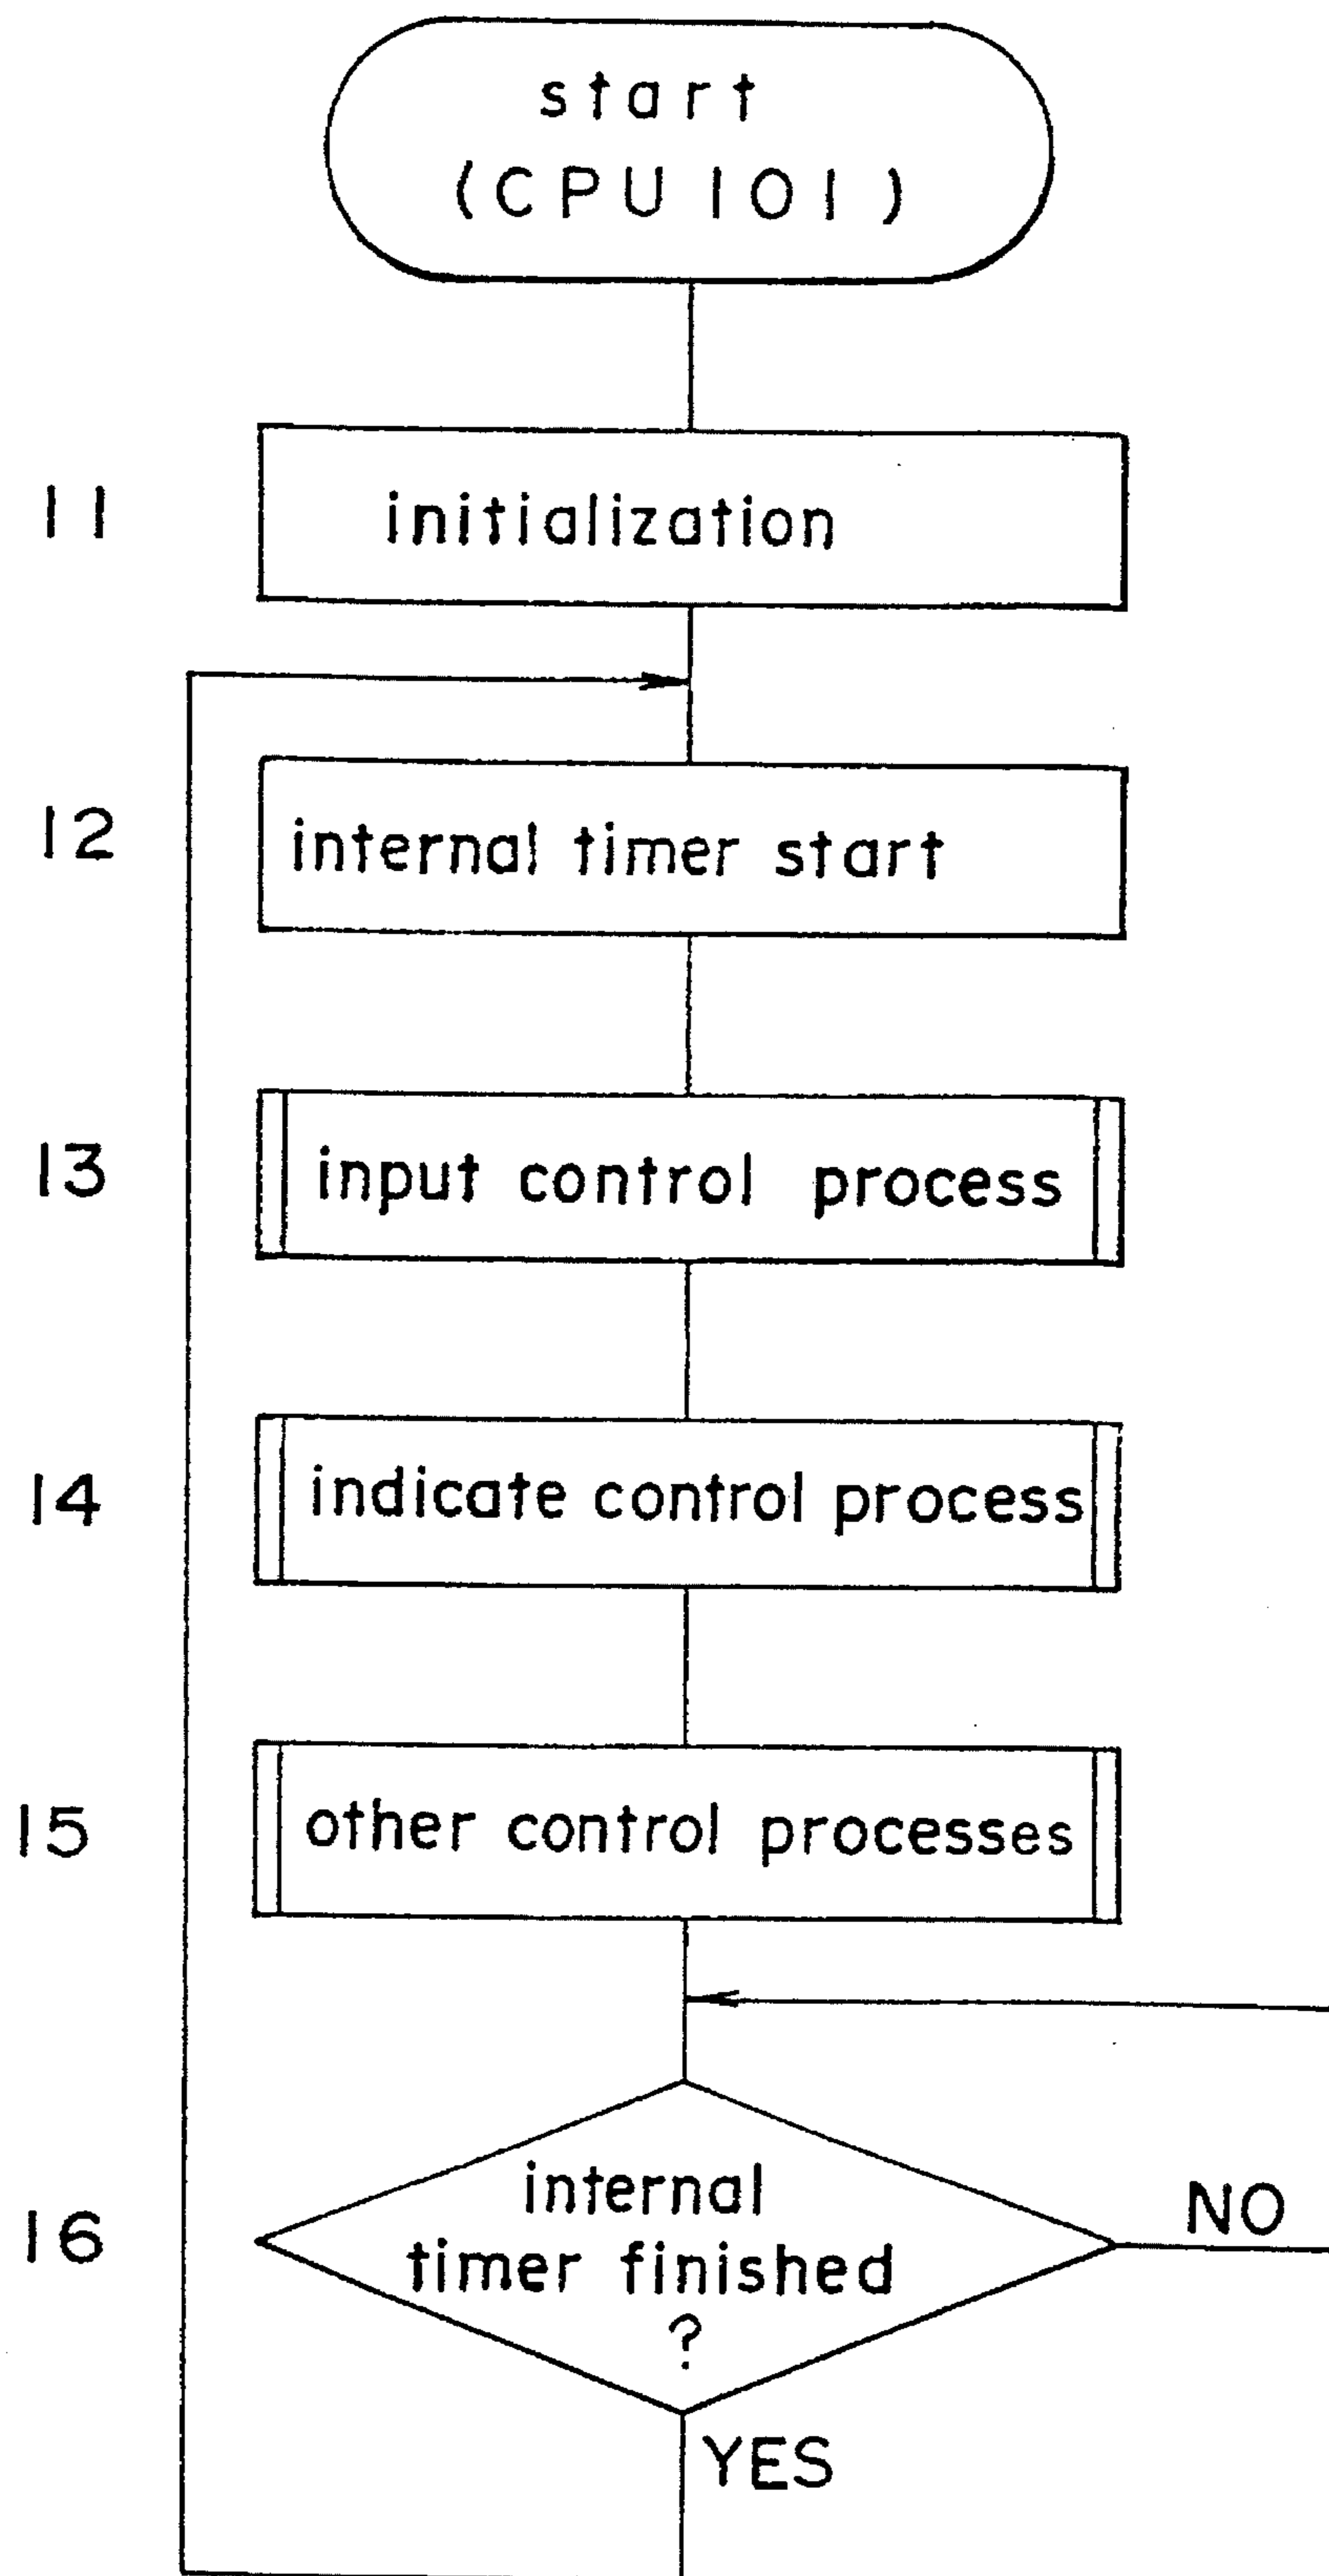 start
(CPU 101)
11
initialization
12
internal timer start
13
input control process
14
indicate control process
15
other control processes
16
internal
timer finished
?
NO
YES